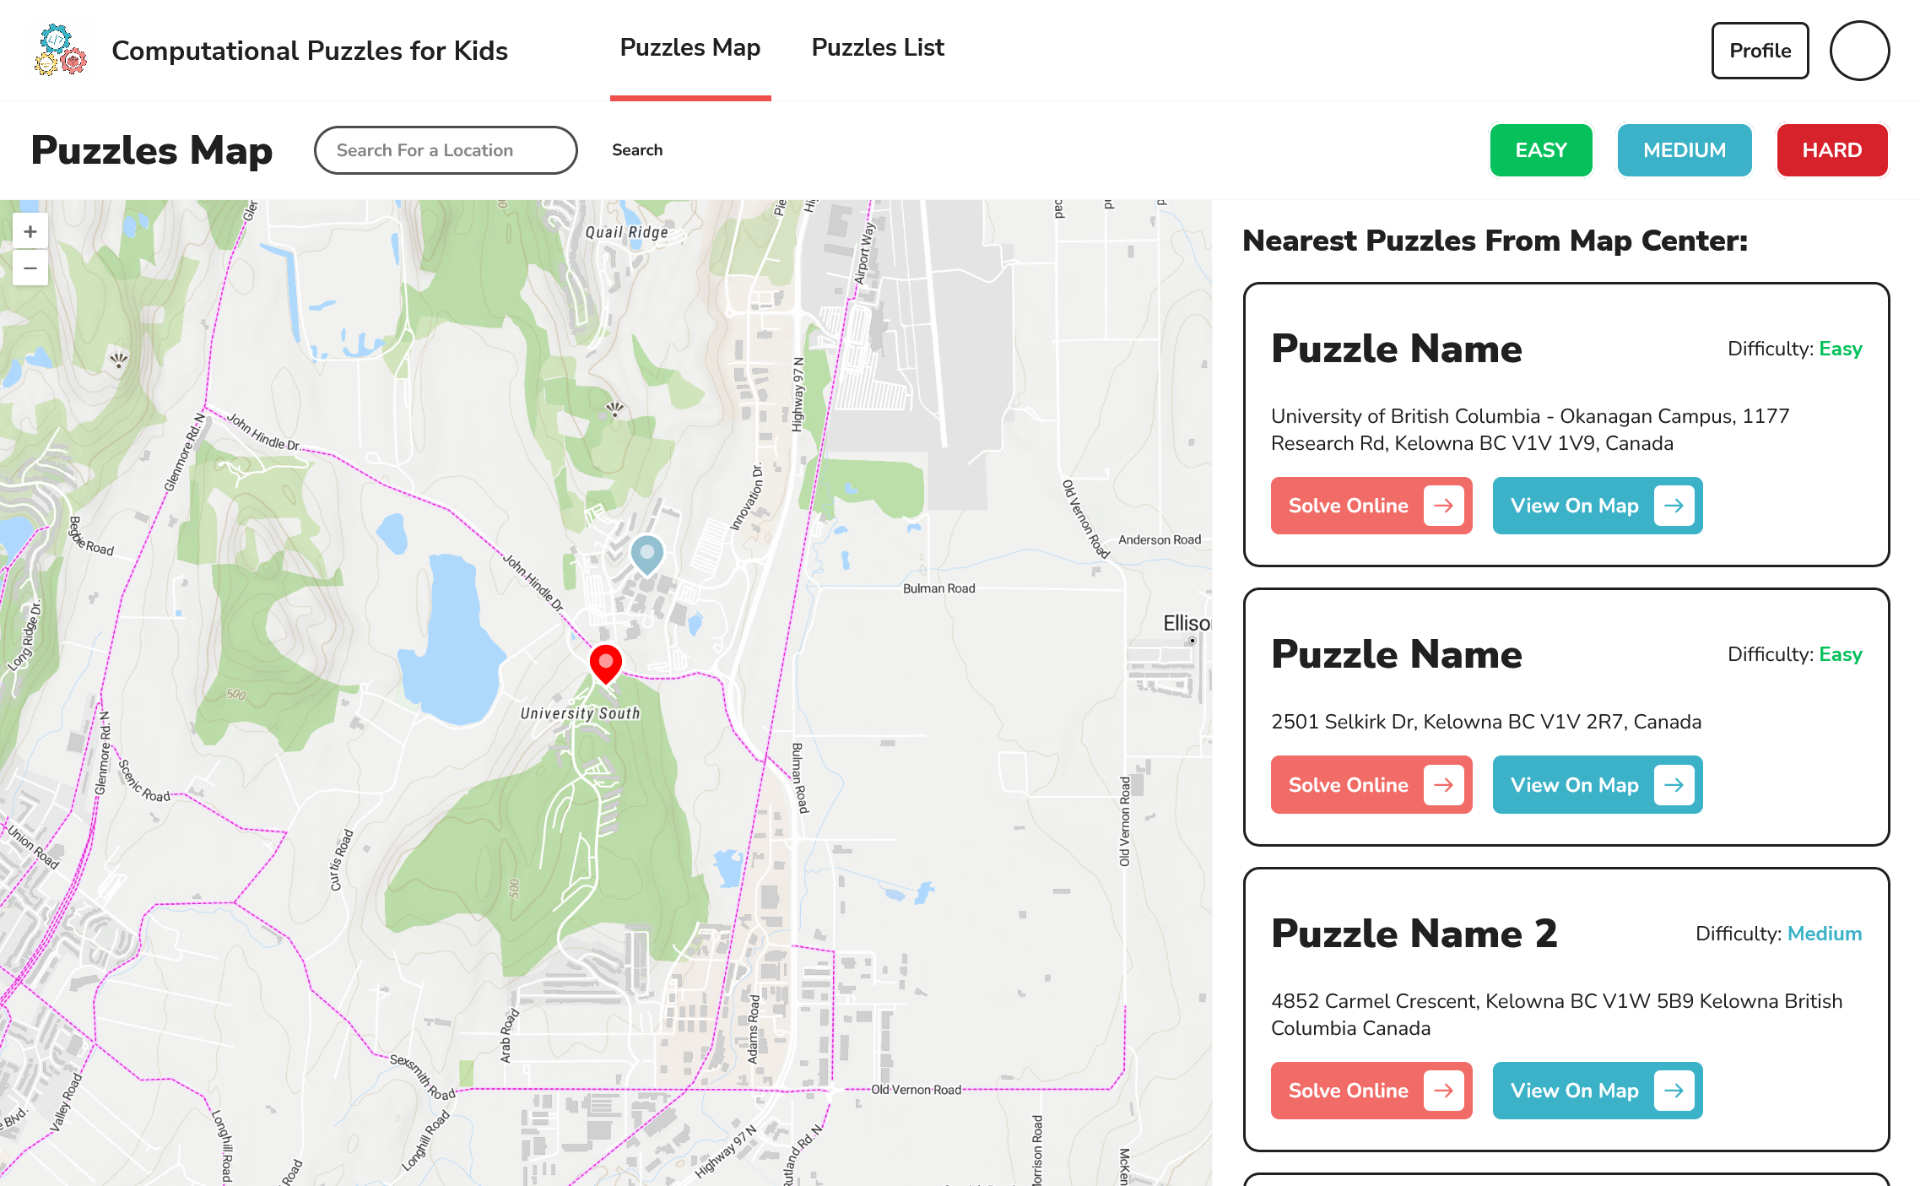 Computational Puzzles for Kids
Puzzles Map
Puzzles List
Profile
Puzzles Map
Search For a Location
Search
EASY
MEDIUM
HARD
+
−
Quail Ridge
Airport Way
Highway 97 N
John Hindle Dr
Glenmore Rd. N
Innovation Dr.
Old Vernon Road
Anderson Road
Begbie Road
John Hindle Dr
Bulman Road
Long Ridge Dr.
500
University South
Glenmore Rd. N
Scenic Road
Bulman Road
Union Road
Curtis Road
Old Vernon Road
500
Adams Road
Arab Road
Sexsmith Road
Old Vernon Road
Valley Road
Longhill Road
Longhill Road
Highway 97 N
Nearest Puzzles From Map Center:
Puzzle Name
Difficulty: Easy
University of British Columbia - Okanagan Campus, 1177
Research Rd, Kelowna BC V1V 1V9, Canada
Solve Online
View On Map
Puzzle Name
Difficulty: Easy
2501 Selkirk Dr, Kelowna BC V1V 2R7, Canada
Solve Online
View On Map
Puzzle Name 2
Difficulty: Medium
4852 Carmel Crescent, Kelowna BC V1W 5B9 Kelowna British
Columbia Canada
Solve Online
View On Map